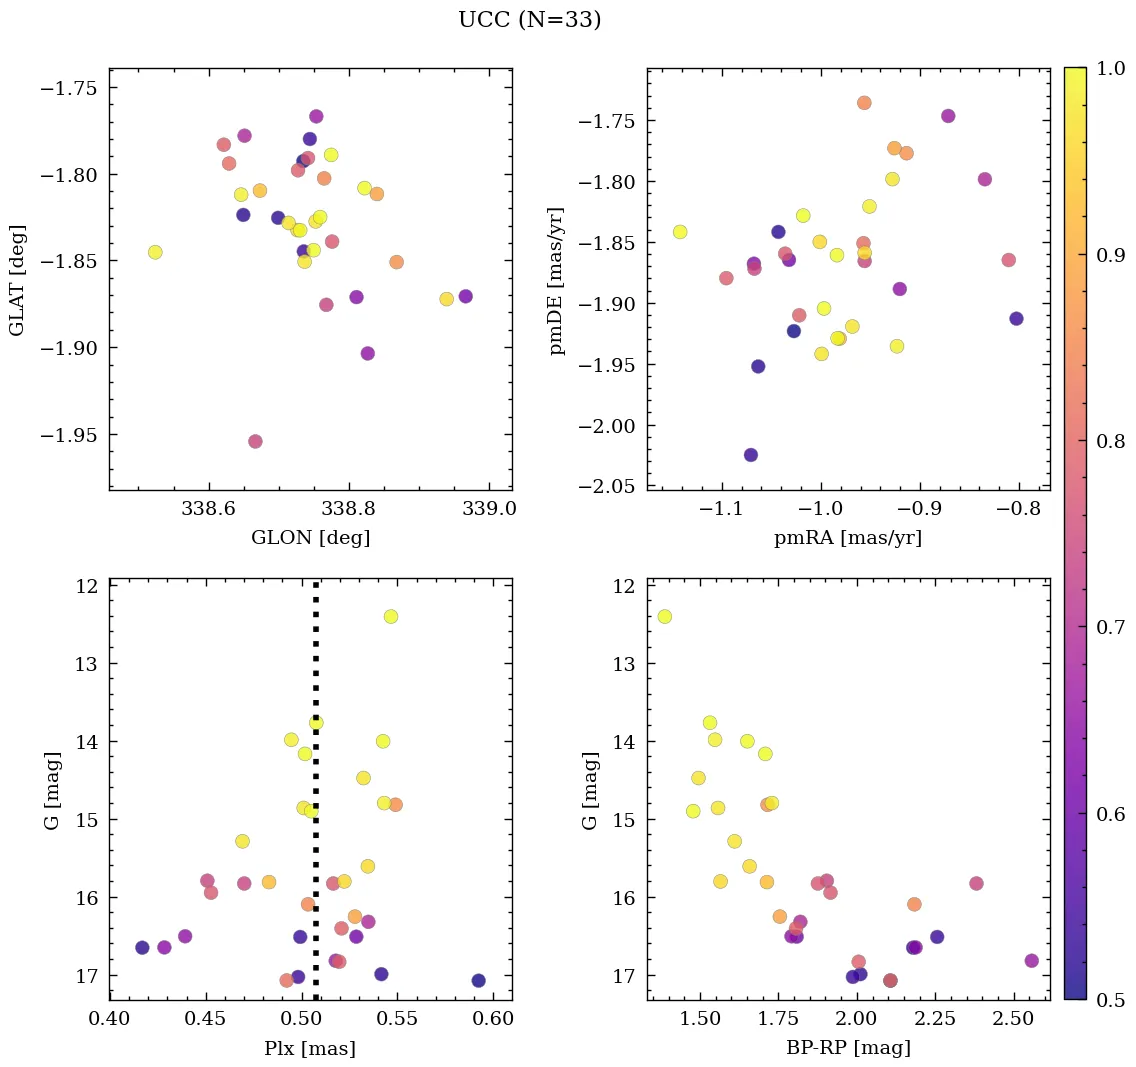 UCC (N=33)
−1.75
−1.80
−1.85
−1.90
−1.95
GLAT [deg]
338.6 338.8 339.0
GLON [deg]
−1.75
−1.80
−1.85
−1.90
−1.95
−2.00
−2.05
pmDE [mas/yr]
−1.1 −1.0 −0.9 −0.8
pmRA [mas/yr]
12
13
14
15
16
17
G [mag]
0.40 0.45 0.50 0.55 0.60
Plx [mas]
12
13
14
15
16
17
G [mag]
1.50 1.75 2.00 2.25 2.50
BP-RP [mag]
1.0
0.9
0.8
0.7
0.6
0.5